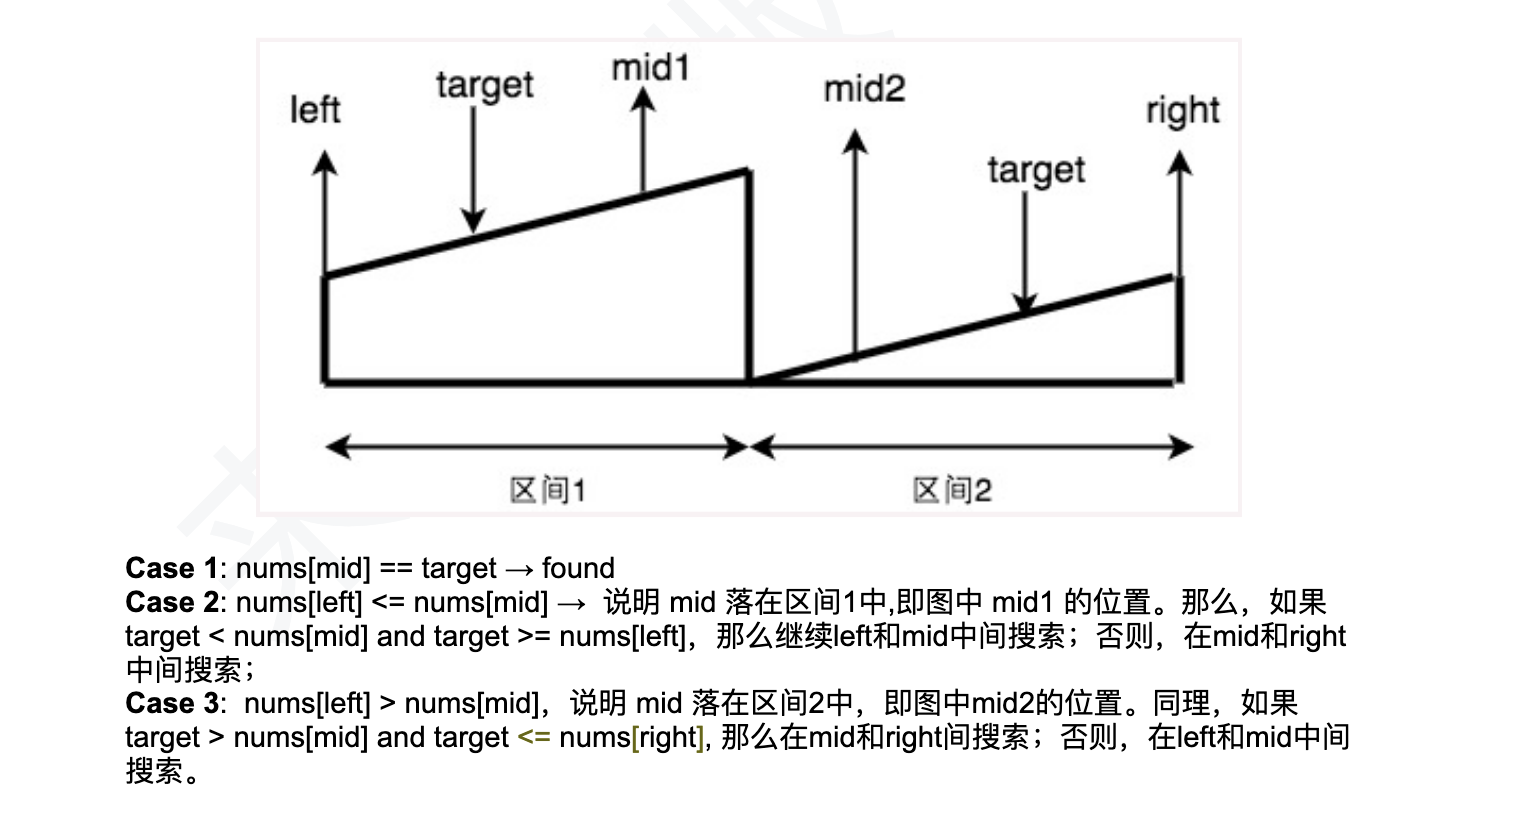 mid1
target
mid2
left
right
target
区间1
区间2
Case 1: nums[mid] == target → found
Case 2: nums[left] <= nums[mid] → 说明 mid 落在区间1中,即图中 mid1 的位置。那么，如果
target < nums[mid] and target >= nums[left]，那么继续left和mid中间搜索；否则，在mid和right
中间搜索；
Case 3: nums[left] > nums[mid]，说明 mid 落在区间2中，即图中mid2的位置。同理，如果
target > nums[mid] and target <= nums[right], 那么在mid和right间搜索；否则，在left和mid中间
搜索。